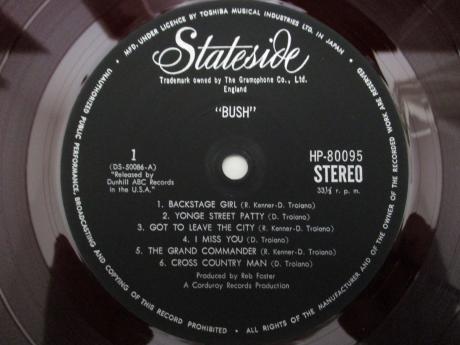 • MFD. UNDER LICENCE BY TOSHIBA MUSICAL INDUSTRIES LTD. IN JAPAN •
Stateside
Trademark owned by The Gramophone Co., Ltd.
England
"BUSH"
1
(DS-50086-A)
"Released by
Dunhill ABC Records
in the U.S.A."
HP-80095
STEREO
33⅓ r. p. m.
1. BACKSTAGE GIRL (R. Kenner-D. Troiano)
2. YONGE STREET PATTY (D. Troiano)
3. GOT TO LEAVE THE CITY (R. Kenner-D. Troiano)
4. I MISS YOU (D. Troiano)
5. THE GRAND COMMANDER (R. Kenner-D. Troiano)
6. CROSS COUNTRY MAN (D. Troiano)
Produced by Reb Foster
A Corduroy Records Production
UNAUTHORIZED PUBLIC PERFORMANCE, BROADCASTING AND COPYING OF THIS RECORD PROHIBITED • ALL RIGHTS OF THE MANUFACTURER AND OF THE OWNER OF THE RECORDED WORK ARE RESERVED